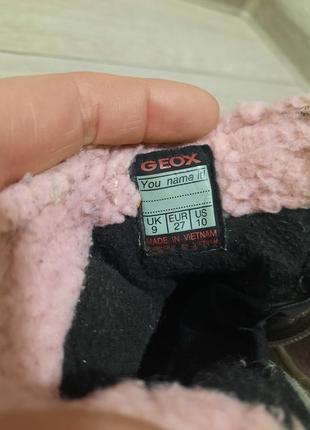 GEOX
You name it!
UK EUR US
9 27 10
MADE IN VIETNAM